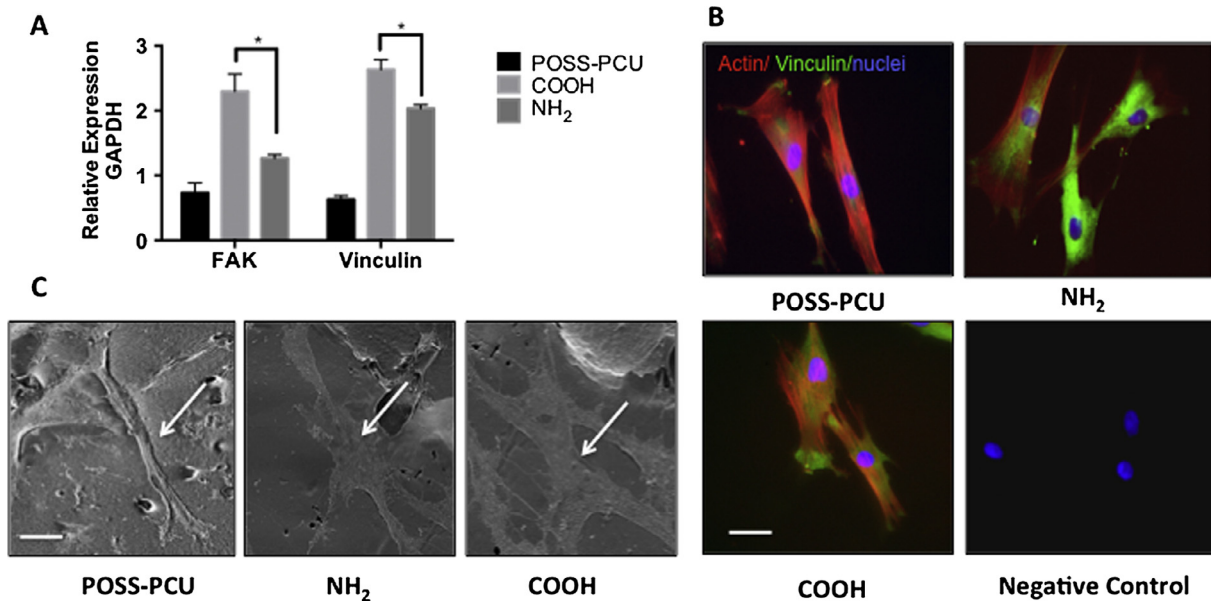 A
Relative Expression
GAPDH
3
2
1
0
*
*
FAK
Vinculin
POSS-PCU
COOH
NH₂
B
Actin/ Vinculin/nuclei
POSS-PCU
NH₂
COOH
Negative Control
C
POSS-PCU
NH₂
COOH